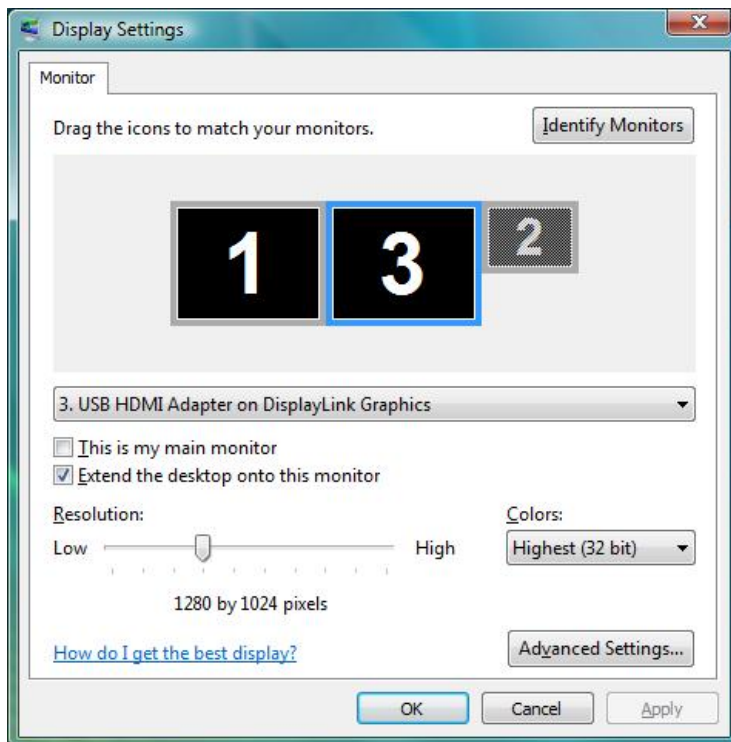 Display Settings
Monitor
Drag the icons to match your monitors.
Identify Monitors
1 3 2
3. USB HDMI Adapter on DisplayLink Graphics
This is my main monitor
Extend the desktop onto this monitor
Resolution:
Colors:
Low High
Highest (32 bit)
1280 by 1024 pixels
How do I get the best display?
Advanced Settings...
OK Cancel Apply